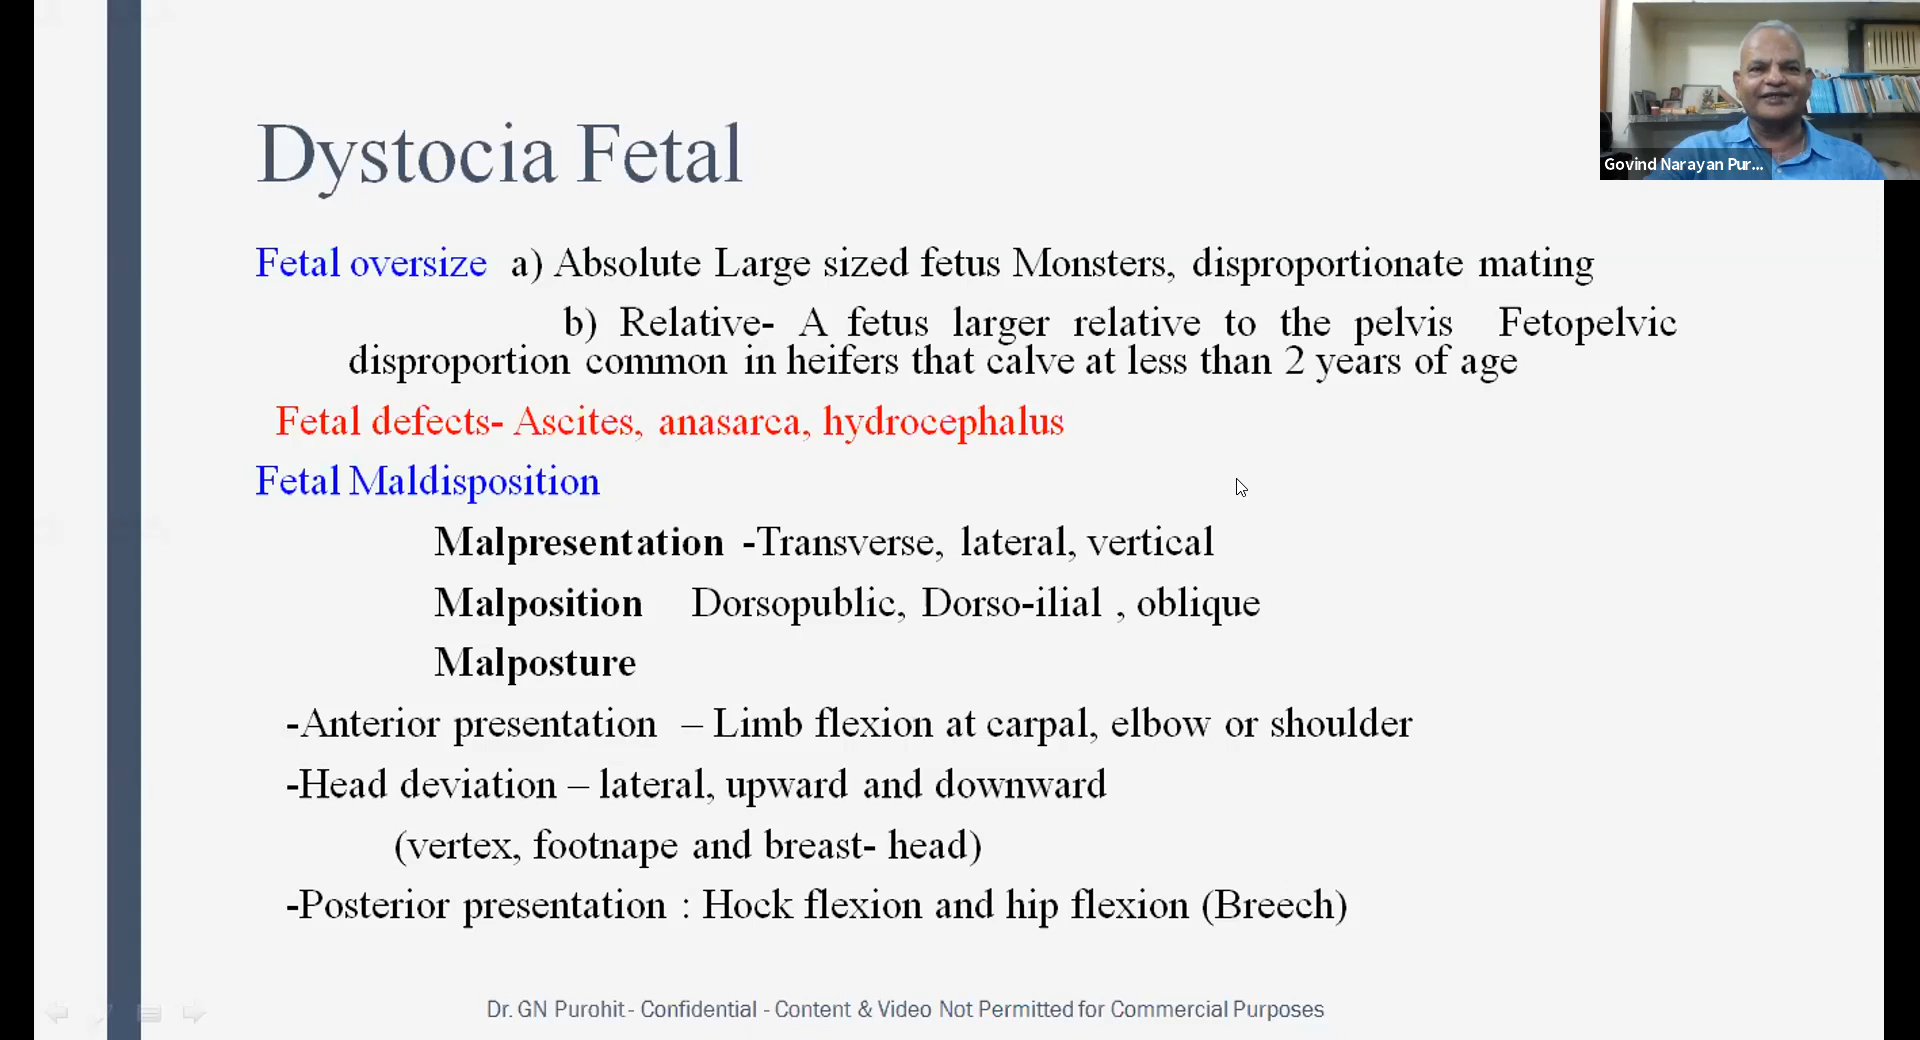 Govind Narayan Pur...
Dystocia Fetal
Fetal oversize a) Absolute Large sized fetus Monsters, disproportionate mating
b) Relative- A fetus larger relative to the pelvis Fetopelvic
disproportion common in heifers that calve at less than 2 years of age
Fetal defects- Ascites, anasarca, hydrocephalus
Fetal Maldisposition
Malpresentation -Transverse, lateral, vertical
Malposition Dorsopublic, Dorso-ilial , oblique
Malposture
-Anterior presentation – Limb flexion at carpal, elbow or shoulder
-Head deviation – lateral, upward and downward
(vertex, footnape and breast- head)
-Posterior presentation : Hock flexion and hip flexion (Breech)
Dr. GN Purohit - Confidential - Content & Video Not Permitted for Commercial Purposes